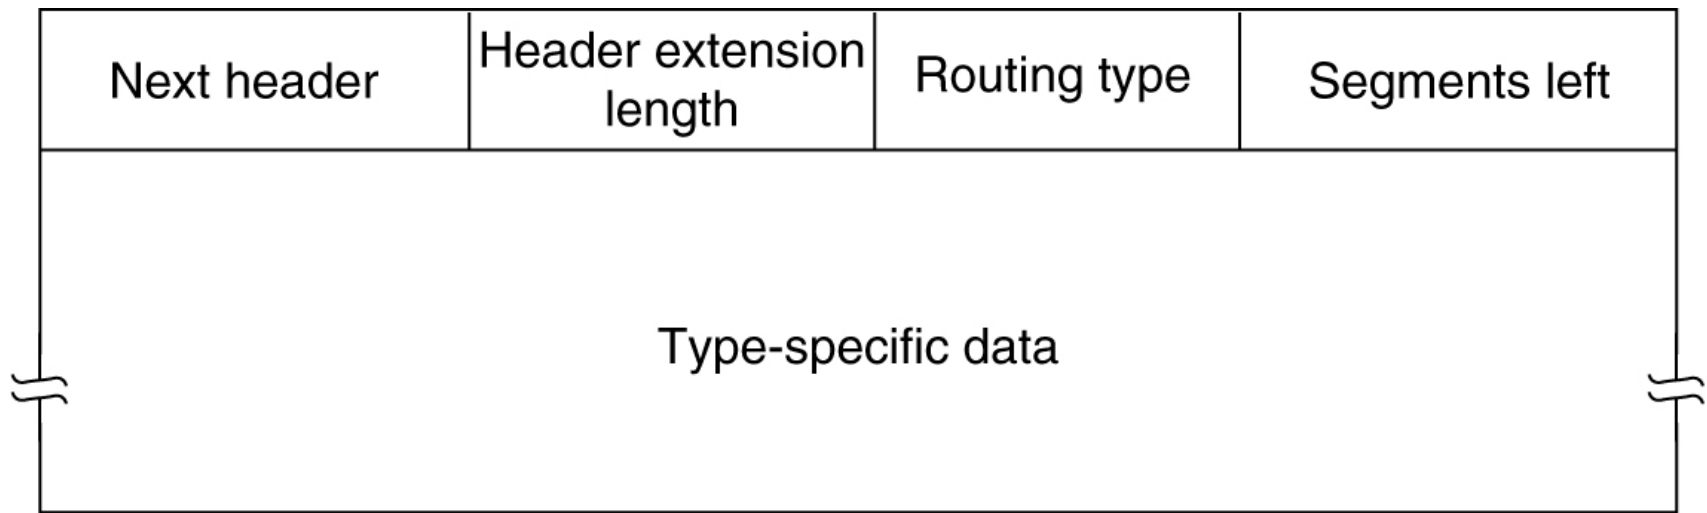 Next header
Header extension
length
Routing type
Segments left
Type-specific data